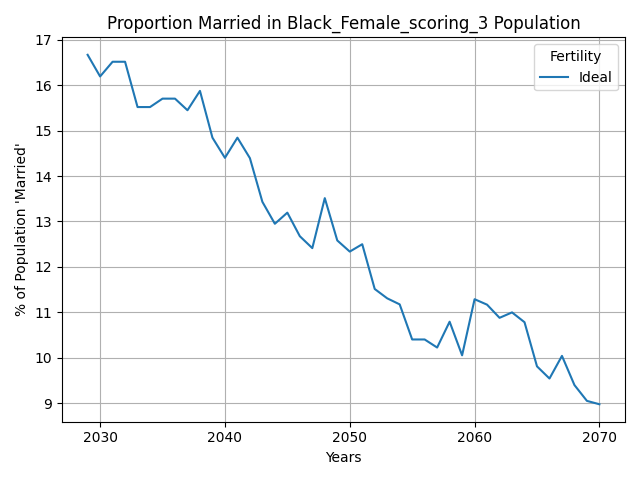 Proportion Married in Black_Female_scoring_3 Population
17
16
15
14
13
12
11
10
9
% of Population 'Married'
Fertility
Ideal
2030 2040 2050 2060 2070
Years